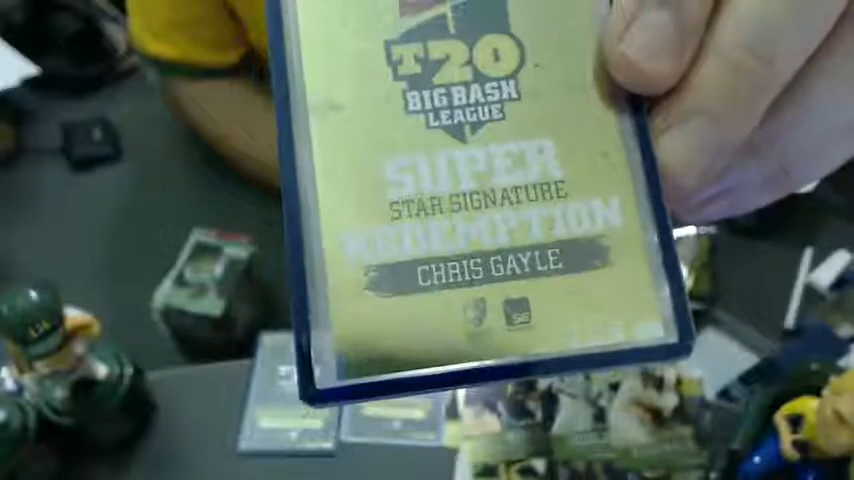 T20
BIG BASH
LEAGUE
SUPER
STAR SIGNATURE
REDEMPTION
CHRIS GAYLE